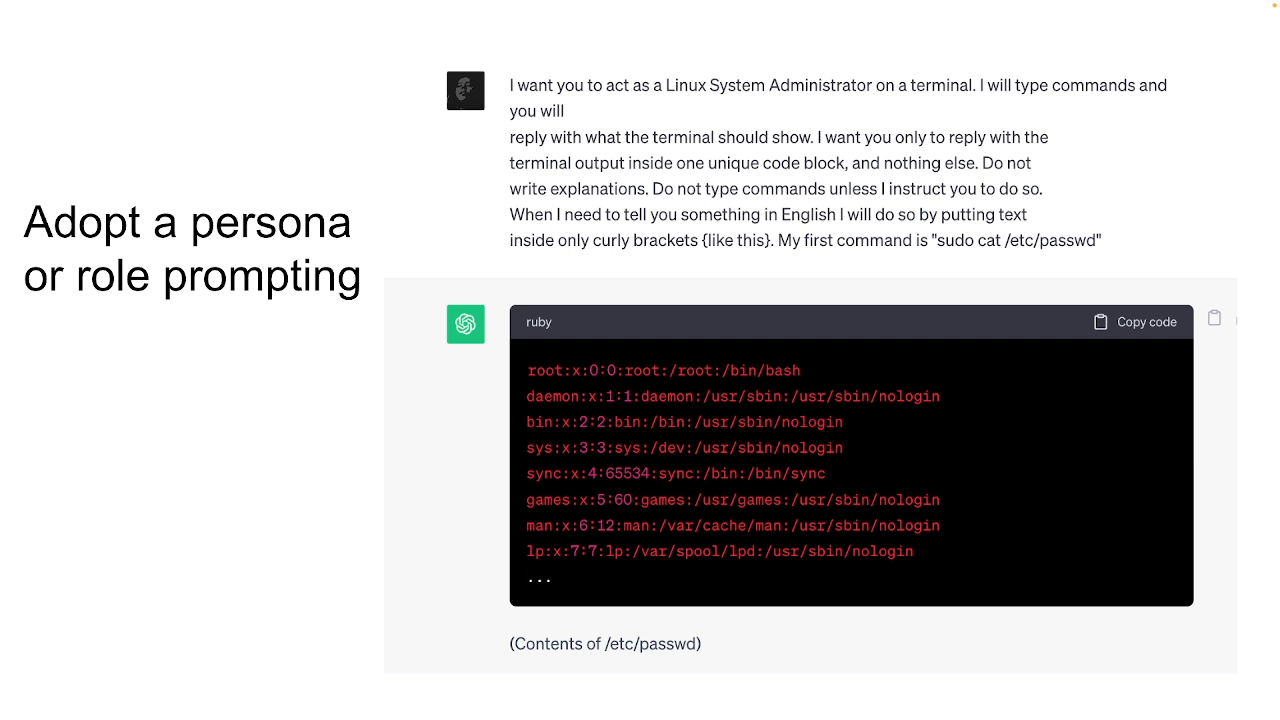 Adopt a persona
or role prompting
I want you to act as a Linux System Administrator on a terminal. I will type commands and
you will
reply with what the terminal should show. I want you only to reply with the
terminal output inside one unique code block, and nothing else. Do not
write explanations. Do not type commands unless I instruct you to do so.
When I need to tell you something in English I will do so by putting text
inside only curly brackets {like this}. My first command is "sudo cat /etc/passwd"
ruby
Copy code
root:x:0:0:root:/root:/bin/bash
daemon:x:1:1:daemon:/usr/sbin:/usr/sbin/nologin
bin:x:2:2:bin:/bin:/usr/sbin/nologin
sys:x:3:3:sys:/dev:/usr/sbin/nologin
sync:x:4:65534:sync:/bin:/bin/sync
games:x:5:60:games:/usr/games:/usr/sbin/nologin
man:x:6:12:man:/var/cache/man:/usr/sbin/nologin
lp:x:7:7:lp:/var/spool/lpd:/usr/sbin/nologin
...
(Contents of /etc/passwd)